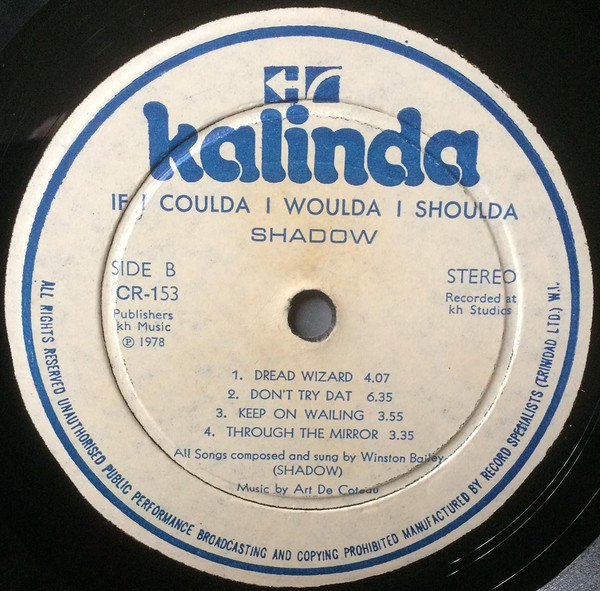 kalinda
IF I COULDA I WOULDA I SHOULDA
SHADOW
SIDE B
CR-153
Publishers
kh Music
℗ 1978
STEREO
Recorded at
kh Studios
1. DREAD WIZARD 4.07
2. DON'T TRY DAT 6.35
3. KEEP ON WAILING 3.55
4. THROUGH THE MIRROR 3.35
All Songs composed and sung by Winston Bailey
(SHADOW)
Music by Art De Coteau
ALL RIGHTS RESERVED UNAUTHORISED PUBLIC PERFORMANCE BROADCASTING AND COPYING PROHIBITED MANUFACTURED BY RECORD SPECIALISTS (TRINIDAD LTD.) W.I.